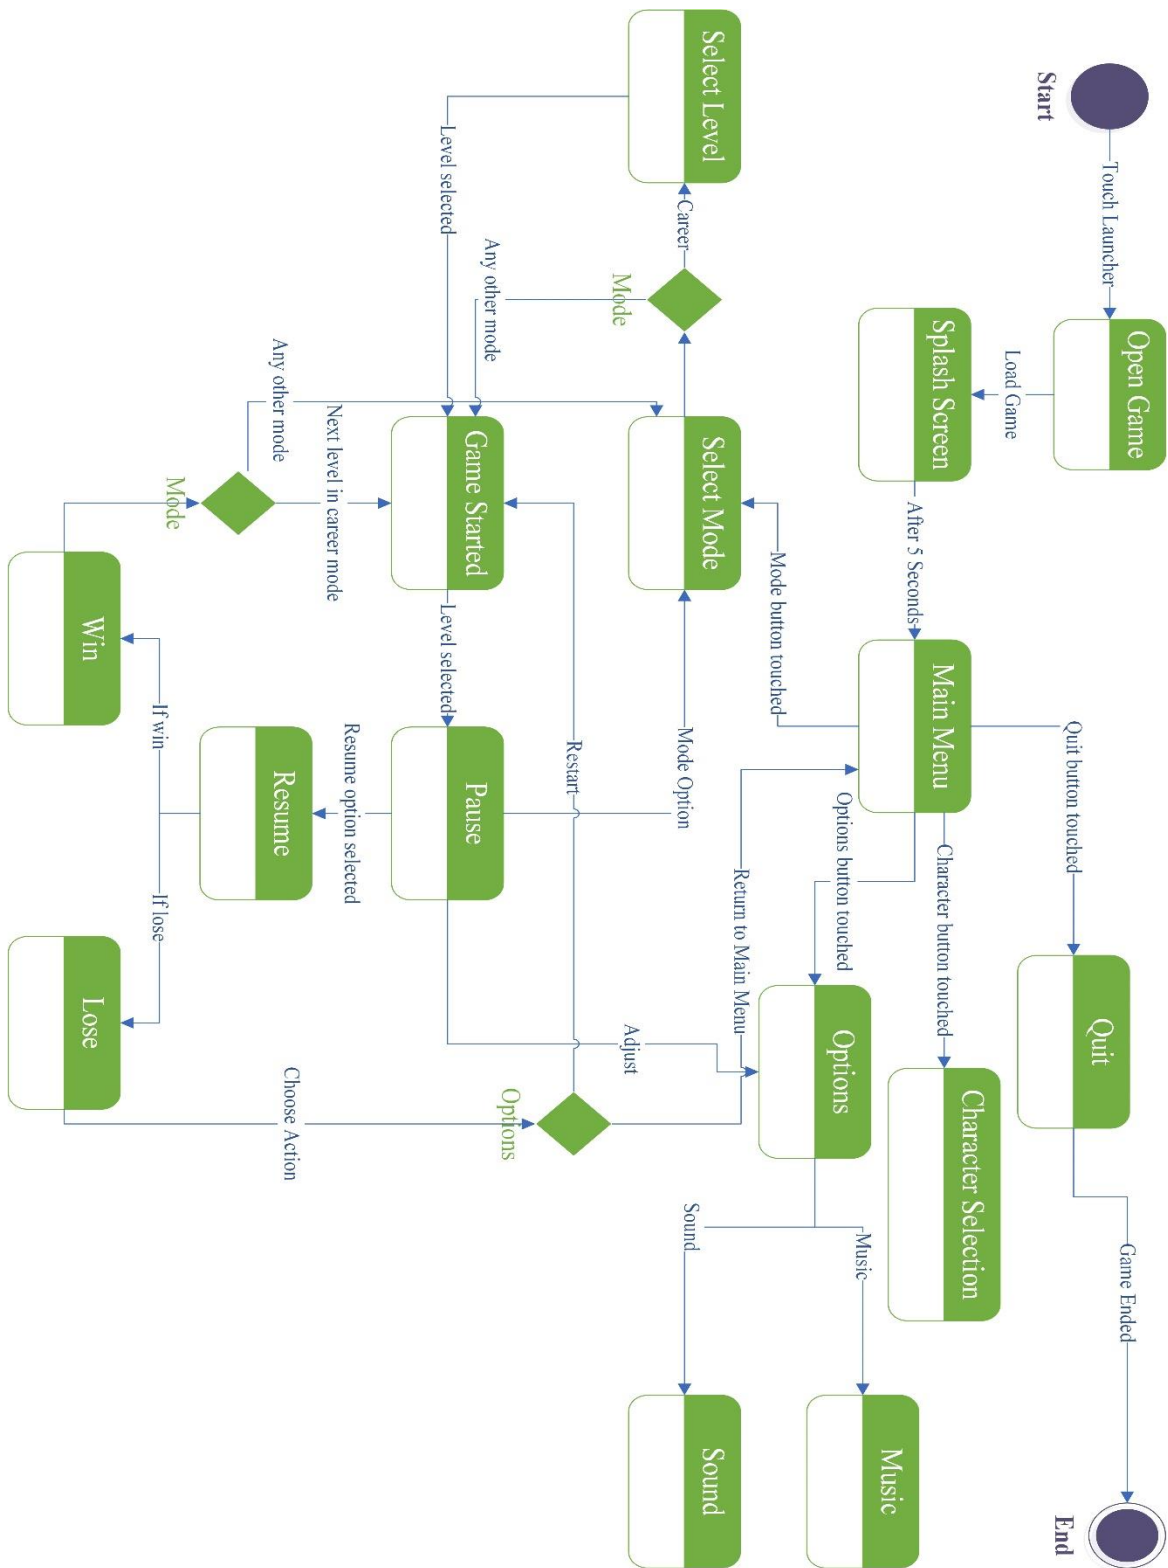 Start
Touch Launcher
Open Game
Load Game
Splash Screen
After 5 Seconds
Main Menu
Quit button touched
Quit
Game Ended
End
Character button touched
Character Selection
Options button touched
Options
Music
Music
Sound
Sound
Mode button touched
Select Mode
Mode
Career
Select Level
Level selected
Any other mode
Game Started
Level selected
Pause
Mode Option
Adjust
Return to Main Menu
Restart
Options
Resume option selected
Resume
If win
Win
If lose
Lose
Choose Action
Mode
Any other mode
Next level in career mode